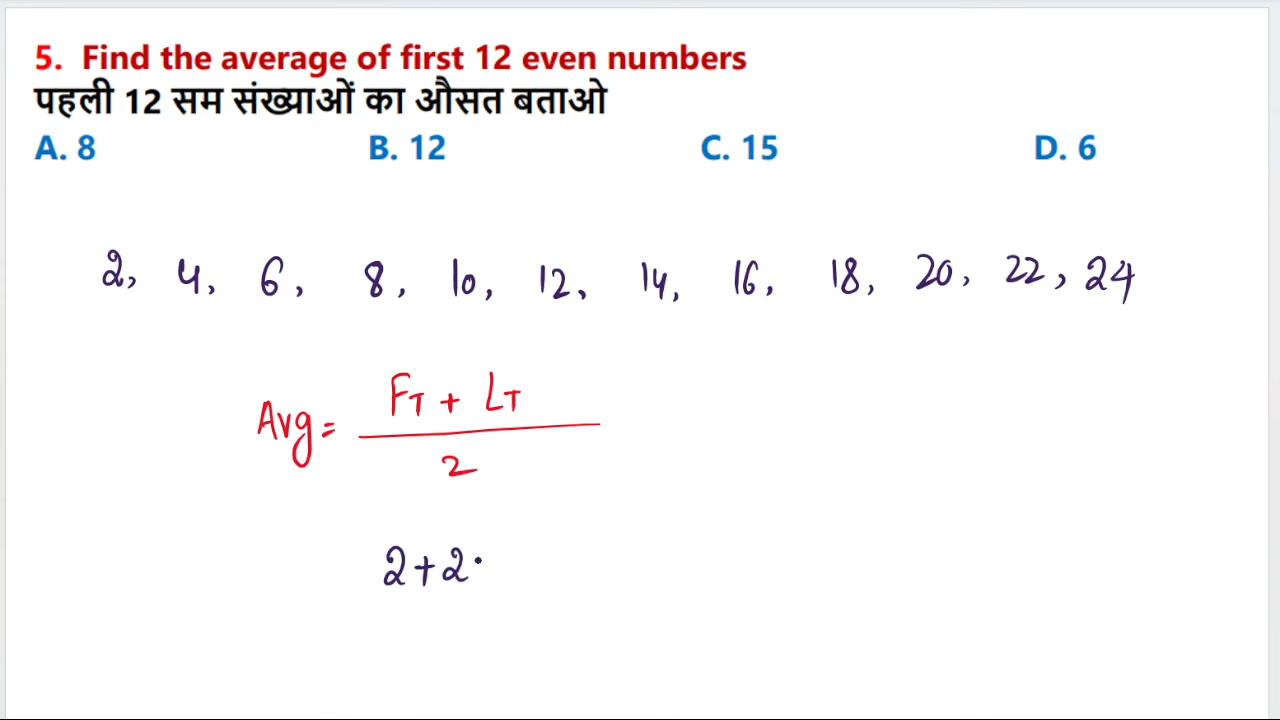 5. Find the average of first 12 even numbers
पहली 12 सम संख्याओं का औसत बताओ
A. 8 B. 12 C. 15 D. 6
2, 4, 6, 8, 10, 12, 14, 16, 18, 20, 22, 24
Avg = FT + LT
2
2+2